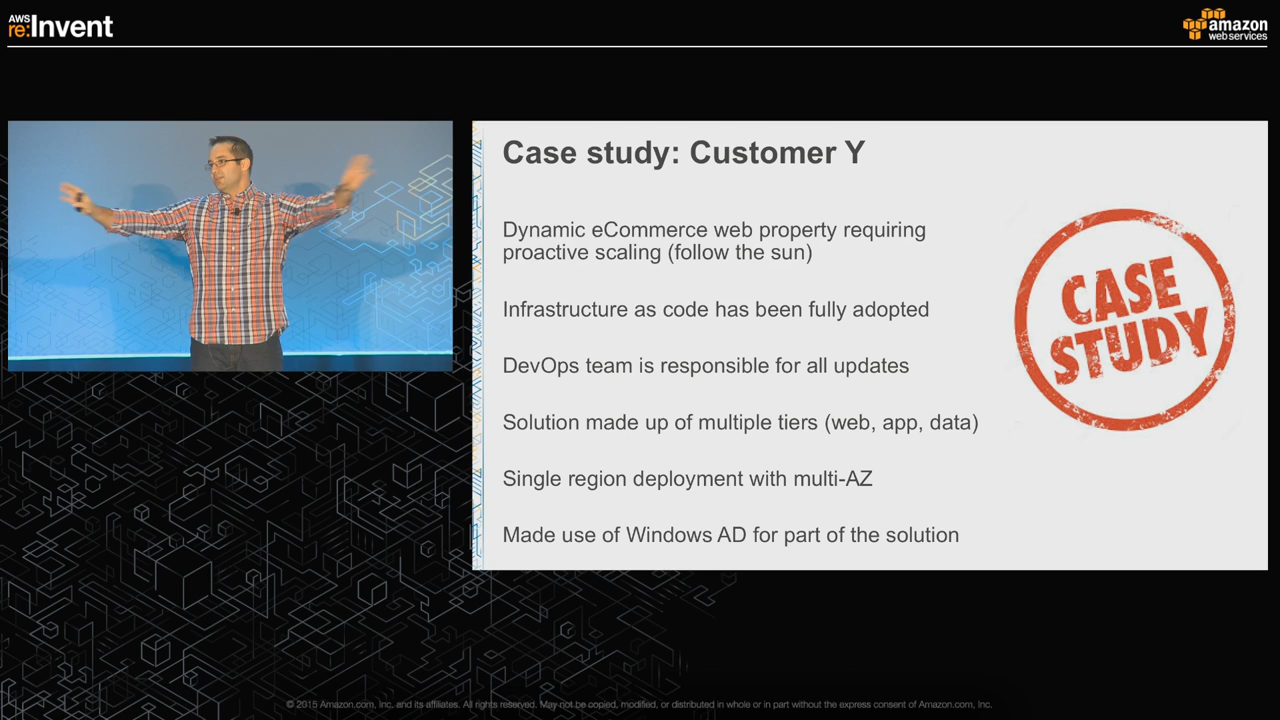 AWS
re:Invent
amazon
web services
Case study: Customer Y
Dynamic eCommerce web property requiring
proactive scaling (follow the sun)
Infrastructure as code has been fully adopted
DevOps team is responsible for all updates
Solution made up of multiple tiers (web, app, data)
Single region deployment with multi-AZ
Made use of Windows AD for part of the solution
CASE
STUDY
© 2015 Amazon.com, Inc. and its affiliates. All rights reserved. May not be copied, modified, or distributed in whole or in part without the express consent of Amazon.com, Inc.